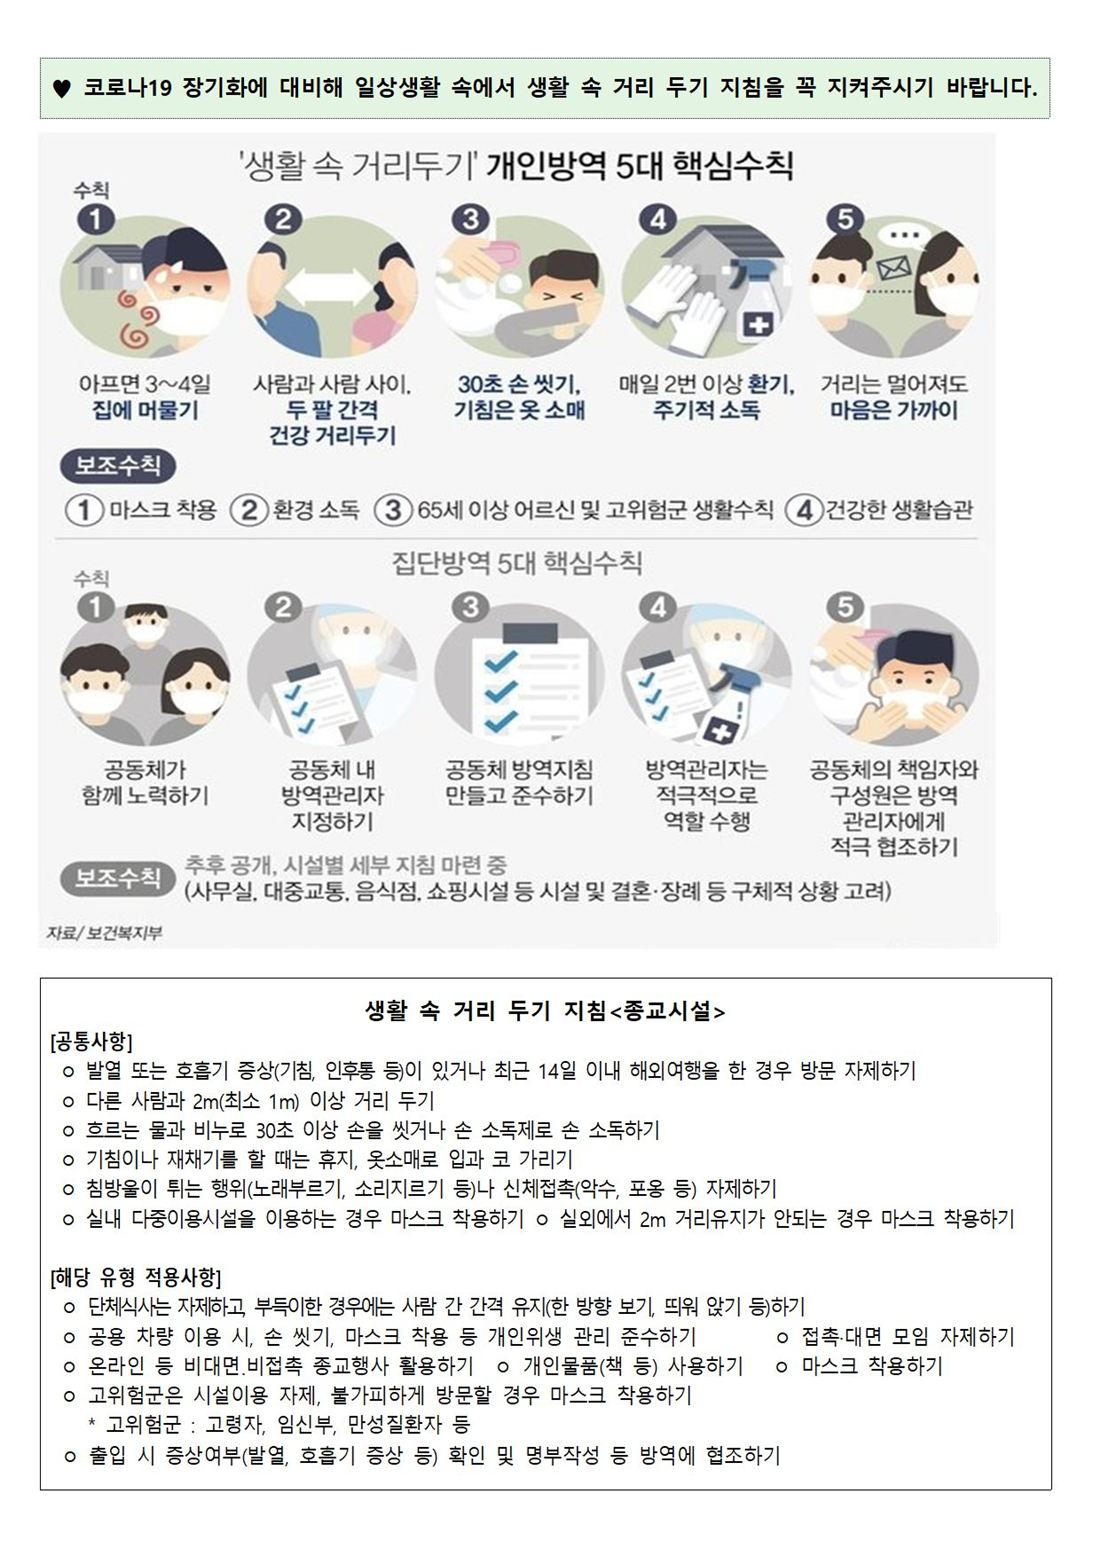 ♥ 코로나19 장기화에 대비해 일상생활 속에서 생활 속 거리 두기 지침을 꼭 지켜주시기 바랍니다.
'생활 속 거리두기' 개인방역 5대 핵심수칙
수칙
1 2 3 4 5
아프면 3~4일
집에 머물기
사람과 사람 사이,
두 팔 간격
건강 거리두기
30초 손 씻기,
기침은 옷 소매
매일 2번 이상 환기,
주기적 소독
거리는 멀어져도
마음은 가까이
보조수칙
① 마스크 착용 ② 환경 소독 ③ 65세 이상 어르신 및 고위험군 생활수칙 ④ 건강한 생활습관
집단방역 5대 핵심수칙
수칙
1 2 3 4 5
공동체가
함께 노력하기
공동체 내
방역관리자
지정하기
공동체 방역지침
만들고 준수하기
방역관리자는
적극적으로
역할 수행
공동체의 책임자와
구성원은 방역
관리자에게
적극 협조하기
보조수칙
추후 공개, 시설별 세부 지침 마련 중
(사무실, 대중교통, 음식점, 쇼핑시설 등 시설 및 결혼·장례 등 구체적 상황 고려)
자료/ 보건복지부
생활 속 거리 두기 지침<종교시설>
[공통사항]
ㅇ 발열 또는 호흡기 증상(기침, 인후통 등)이 있거나 최근 14일 이내 해외여행을 한 경우 방문 자제하기
ㅇ 다른 사람과 2m(최소 1m) 이상 거리 두기
ㅇ 흐르는 물과 비누로 30초 이상 손을 씻거나 손 소독제로 손 소독하기
ㅇ 기침이나 재채기를 할 때는 휴지, 옷소매로 입과 코 가리기
ㅇ 침방울이 튀는 행위(노래부르기, 소리지르기 등)나 신체접촉(악수, 포옹 등) 자제하기
ㅇ 실내 다중이용시설을 이용하는 경우 마스크 착용하기 ㅇ 실외에서 2m 거리유지가 안되는 경우 마스크 착용하기
[해당 유형 적용사항]
ㅇ 단체식사는 자제하고, 부득이한 경우에는 사람 간 간격 유지(한 방향 보기, 띄워 앉기 등)하기
ㅇ 공용 차량 이용 시, 손 씻기, 마스크 착용 등 개인위생 관리 준수하기 ㅇ 접촉·대면 모임 자제하기
ㅇ 온라인 등 비대면.비접촉 종교행사 활용하기 ㅇ 개인물품(책 등) 사용하기 ㅇ 마스크 착용하기
ㅇ 고위험군은 시설이용 자제, 불가피하게 방문할 경우 마스크 착용하기
* 고위험군 : 고령자, 임신부, 만성질환자 등
ㅇ 출입 시 증상여부(발열, 호흡기 증상 등) 확인 및 명부작성 등 방역에 협조하기